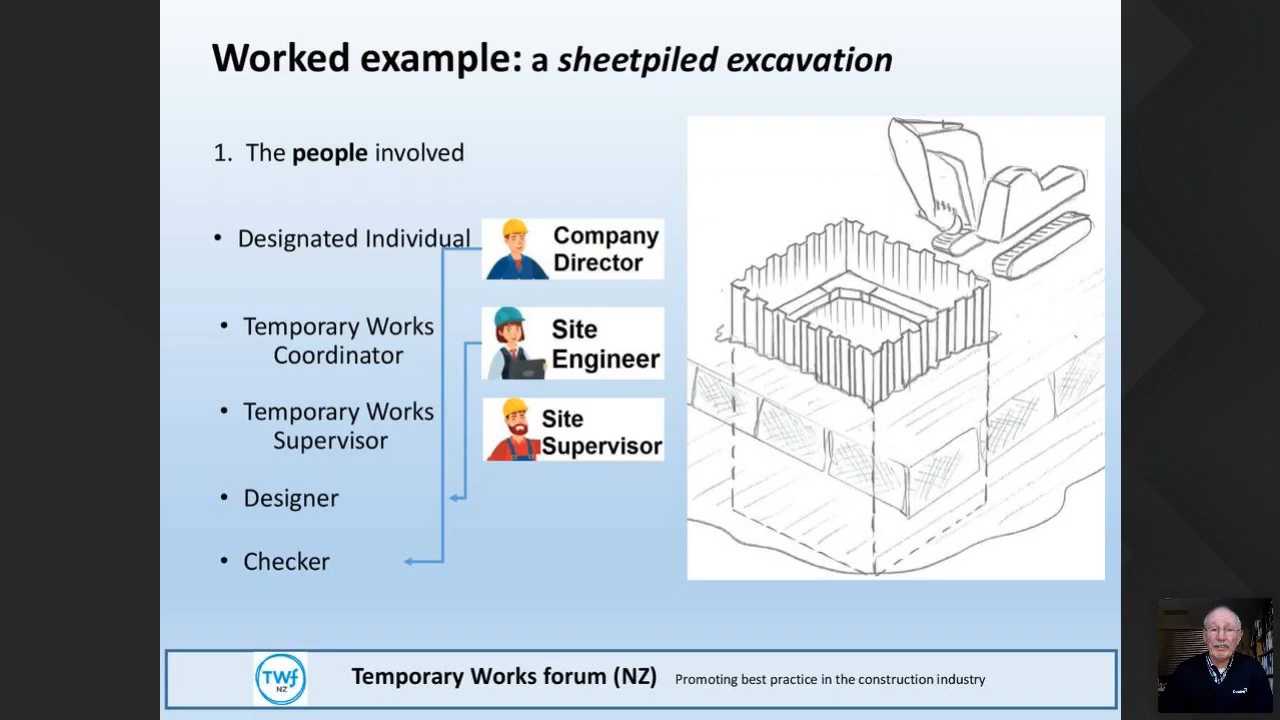 Worked example: a sheetpiled excavation
1. The people involved
• Designated Individual
Company
Director
• Temporary Works
Coordinator
Site
Engineer
• Temporary Works
Supervisor
Site
Supervisor
• Designer
• Checker
TWf
NZ
Temporary Works forum (NZ) Promoting best practice in the construction industry